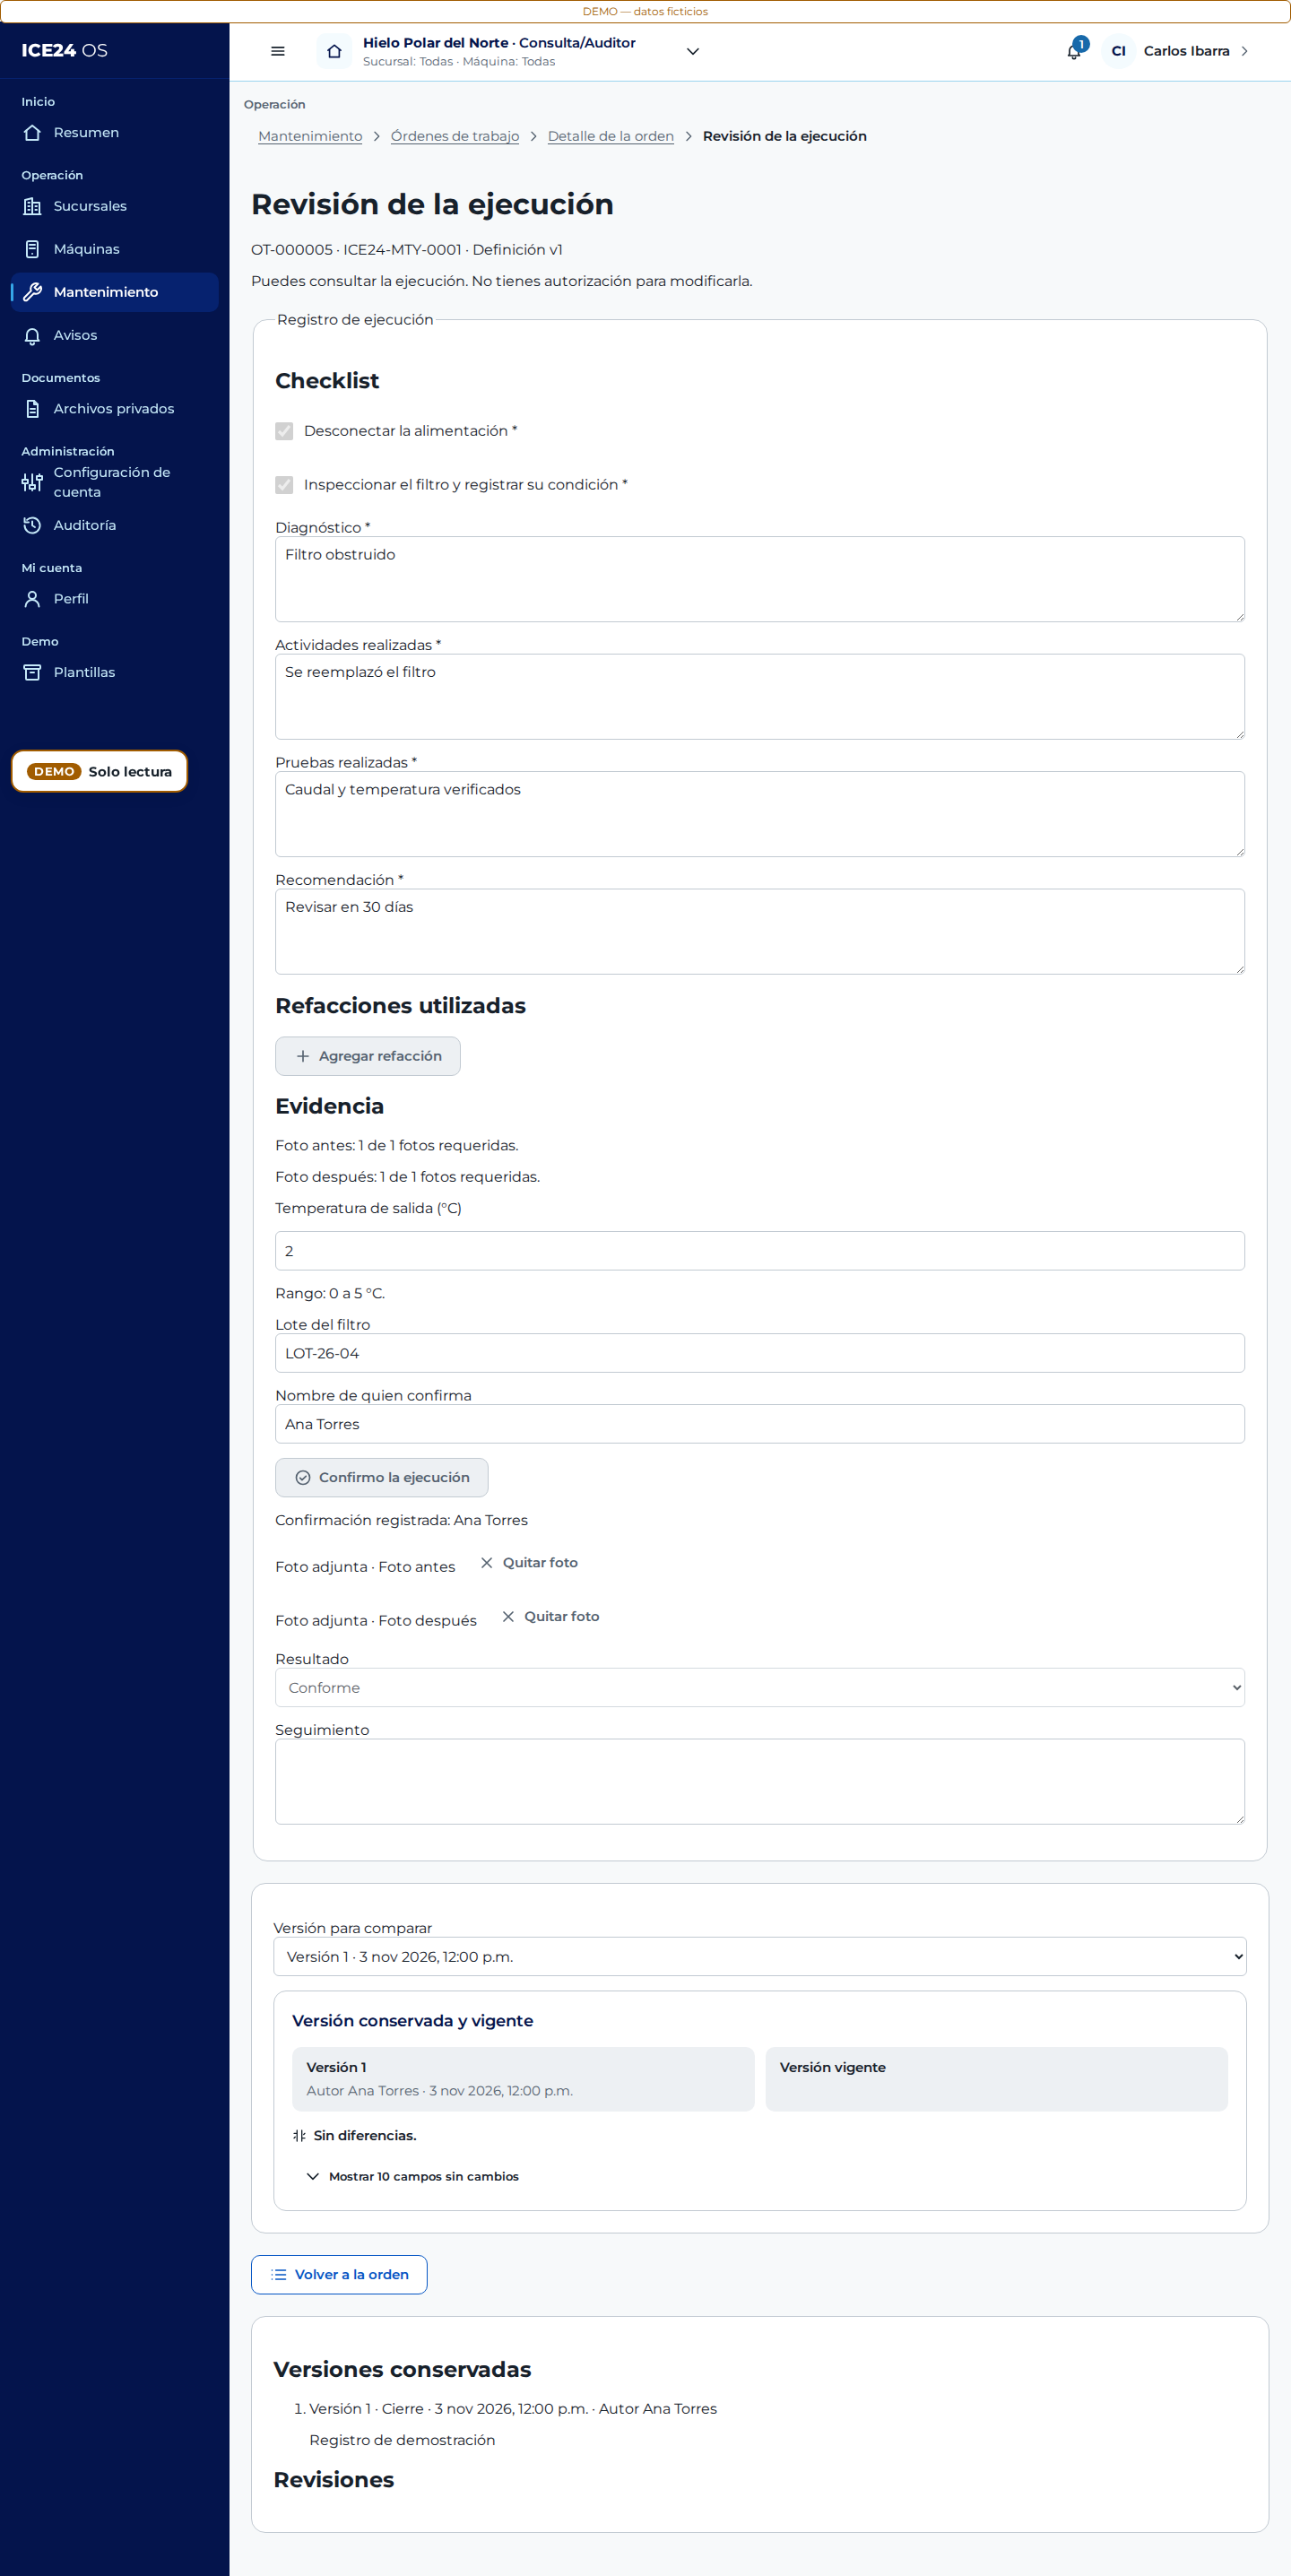 DEMO — datos ficticios
ICE24 OS
Inicio
Resumen
Operación
Sucursales
Máquinas
Mantenimiento
Avisos
Documentos
Archivos privados
Administración
Configuración de
cuenta
Auditoría
Mi cuenta
Perfil
Demo
Plantillas
DEMO Solo lectura
Hielo Polar del Norte · Consulta/Auditor
Sucursal: Todas · Máquina: Todas
1
CI Carlos Ibarra
Operación
Mantenimiento > Órdenes de trabajo > Detalle de la orden > Revisión de la ejecución
Revisión de la ejecución
OT-000005 · ICE24-MTY-0001 · Definición v1
Puedes consultar la ejecución. No tienes autorización para modificarla.
Registro de ejecución
Checklist
Desconectar la alimentación *
Inspeccionar el filtro y registrar su condición *
Diagnóstico *
Filtro obstruido
Actividades realizadas *
Se reemplazó el filtro
Pruebas realizadas *
Caudal y temperatura verificados
Recomendación *
Revisar en 30 días
Refacciones utilizadas
Agregar refacción
Evidencia
Foto antes: 1 de 1 fotos requeridas.
Foto después: 1 de 1 fotos requeridas.
Temperatura de salida (°C)
2
Rango: 0 a 5 °C.
Lote del filtro
LOT-26-04
Nombre de quien confirma
Ana Torres
Confirmo la ejecución
Confirmación registrada: Ana Torres
Foto adjunta · Foto antes Quitar foto
Foto adjunta · Foto después Quitar foto
Resultado
Conforme
Seguimiento
Versión para comparar
Versión 1 · 3 nov 2026, 12:00 p.m.
Versión conservada y vigente
Versión 1
Autor Ana Torres · 3 nov 2026, 12:00 p.m.
Versión vigente
Sin diferencias.
Mostrar 10 campos sin cambios
Volver a la orden
Versiones conservadas
1. Versión 1 · Cierre · 3 nov 2026, 12:00 p.m. · Autor Ana Torres
Registro de demostración
Revisiones